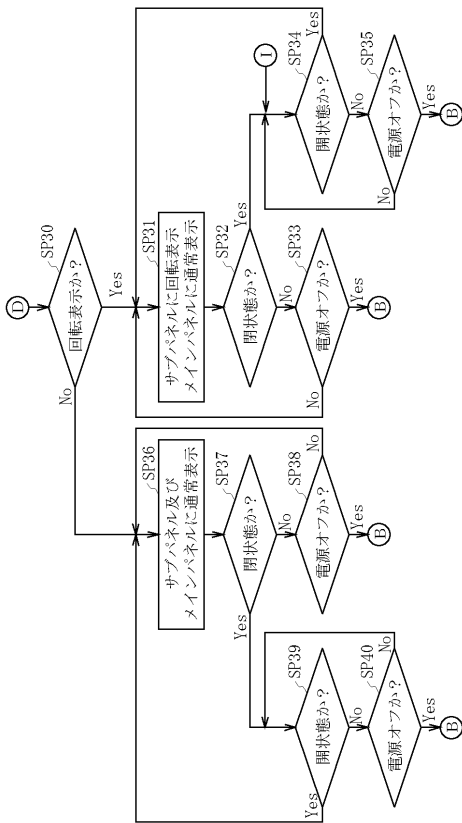 D
SP30
回転表示か?
No
Yes
SP36
サブパネル及び
メインパネルに通常表示
SP37
閉状態か?
Yes
No
SP38
電源オフか?
No
Yes
B
SP39
開状態か?
Yes
No
SP40
電源オフか?
No
Yes
B
SP31
サブパネルに回転表示
メインパネルに通常表示
SP32
閉状態か?
Yes
No
SP33
電源オフか?
No
Yes
B
I
SP34
開状態か?
Yes
No
SP35
電源オフか?
No
Yes
B